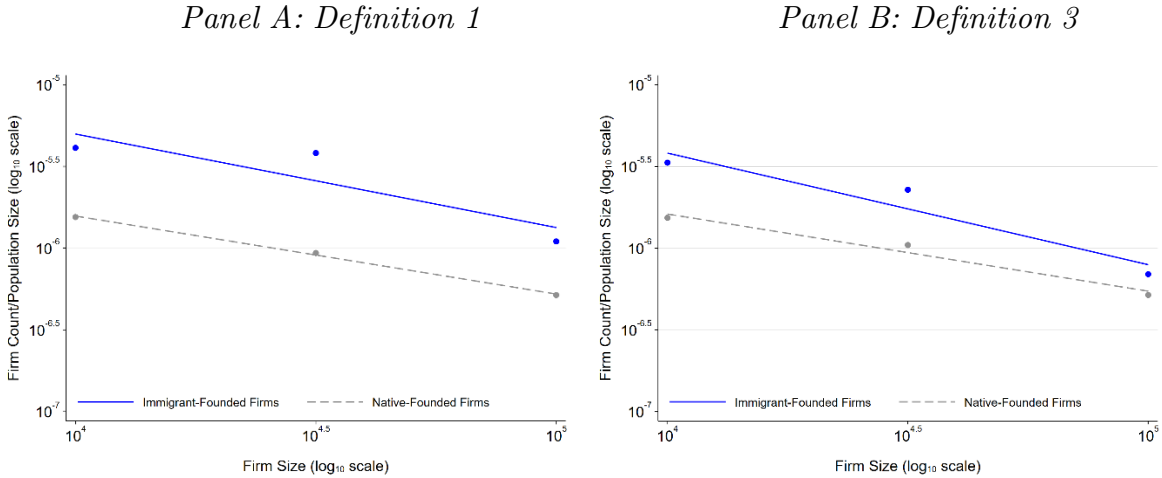 Panel A: Definition 1
Firm Count/Population Size (log₁₀ scale)
10^-5
10^-5.5
10^-6
10^-6.5
10^-7
Immigrant-Founded Firms
Native-Founded Firms
10^4
10^4.5
10^5
Firm Size (log₁₀ scale)
Panel B: Definition 3
Firm Count/Population Size (log₁₀ scale)
10^-5
10^-5.5
10^-6
10^-6.5
10^-7
Immigrant-Founded Firms
Native-Founded Firms
10^4
10^4.5
10^5
Firm Size (log₁₀ scale)